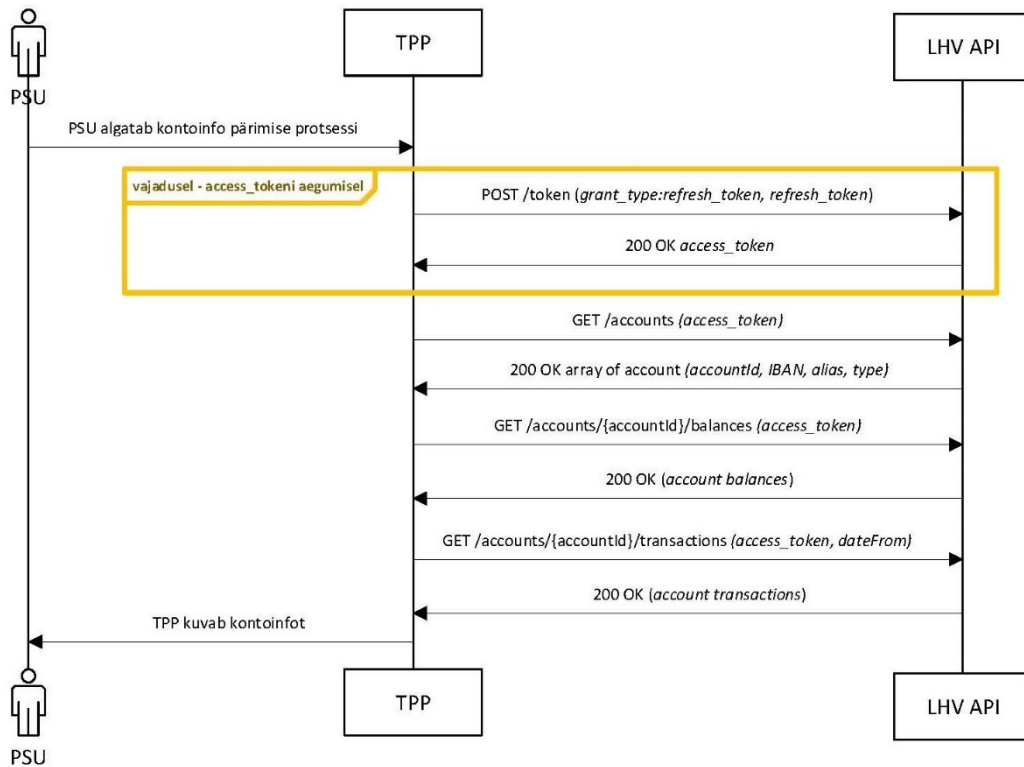 TPP
LHV API
PSU
PSU algatab kontoinfo pärimise protsessi
vajadusel - access_tokeni aegumisel
POST /token (grant_type:refresh_token, refresh_token)
200 OK access_token
GET /accounts (access_token)
200 OK array of account (accountId, IBAN, alias, type)
GET /accounts/{accountId}/balances (access_token)
200 OK (account balances)
GET /accounts/{accountId}/transactions (access_token, dateFrom)
200 OK (account transactions)
TPP kuvab kontoinfot
TPP
LHV API
PSU